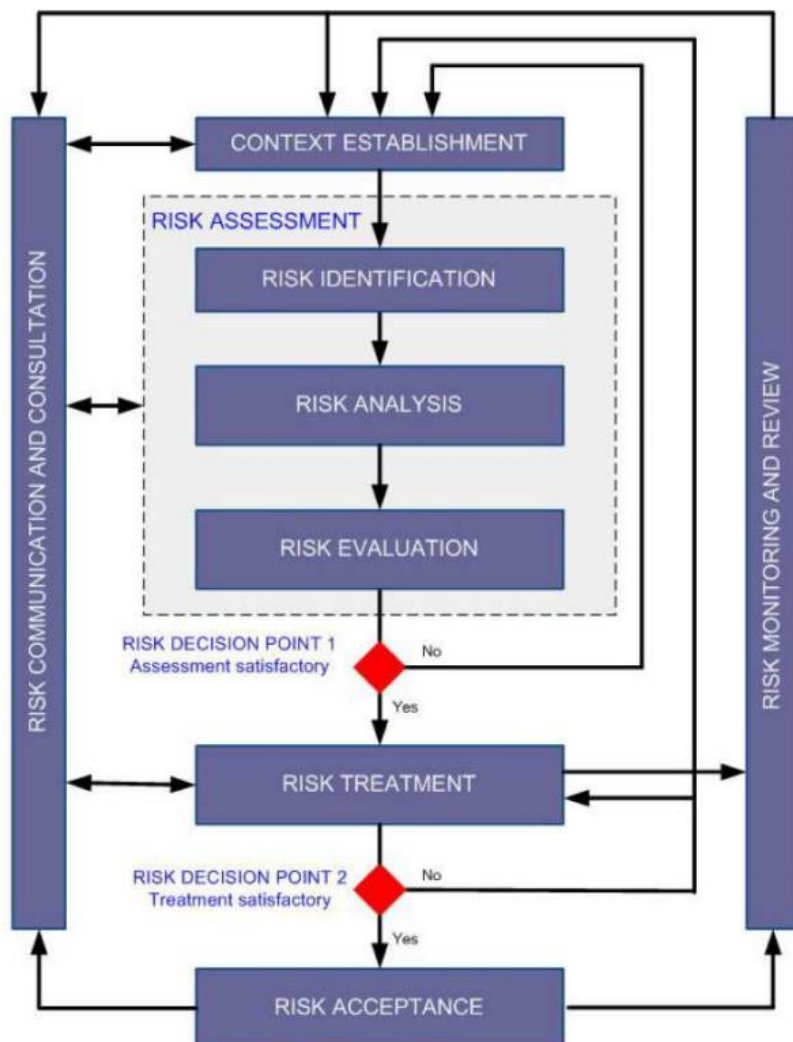 CONTEXT ESTABLISHMENT
RISK ASSESSMENT
RISK IDENTIFICATION
RISK ANALYSIS
RISK EVALUATION
RISK COMMUNICATION AND CONSULTATION
RISK MONITORING AND REVIEW
RISK DECISION POINT 1
Assessment satisfactory
No
Yes
RISK TREATMENT
RISK DECISION POINT 2
Treatment satisfactory
No
Yes
RISK ACCEPTANCE